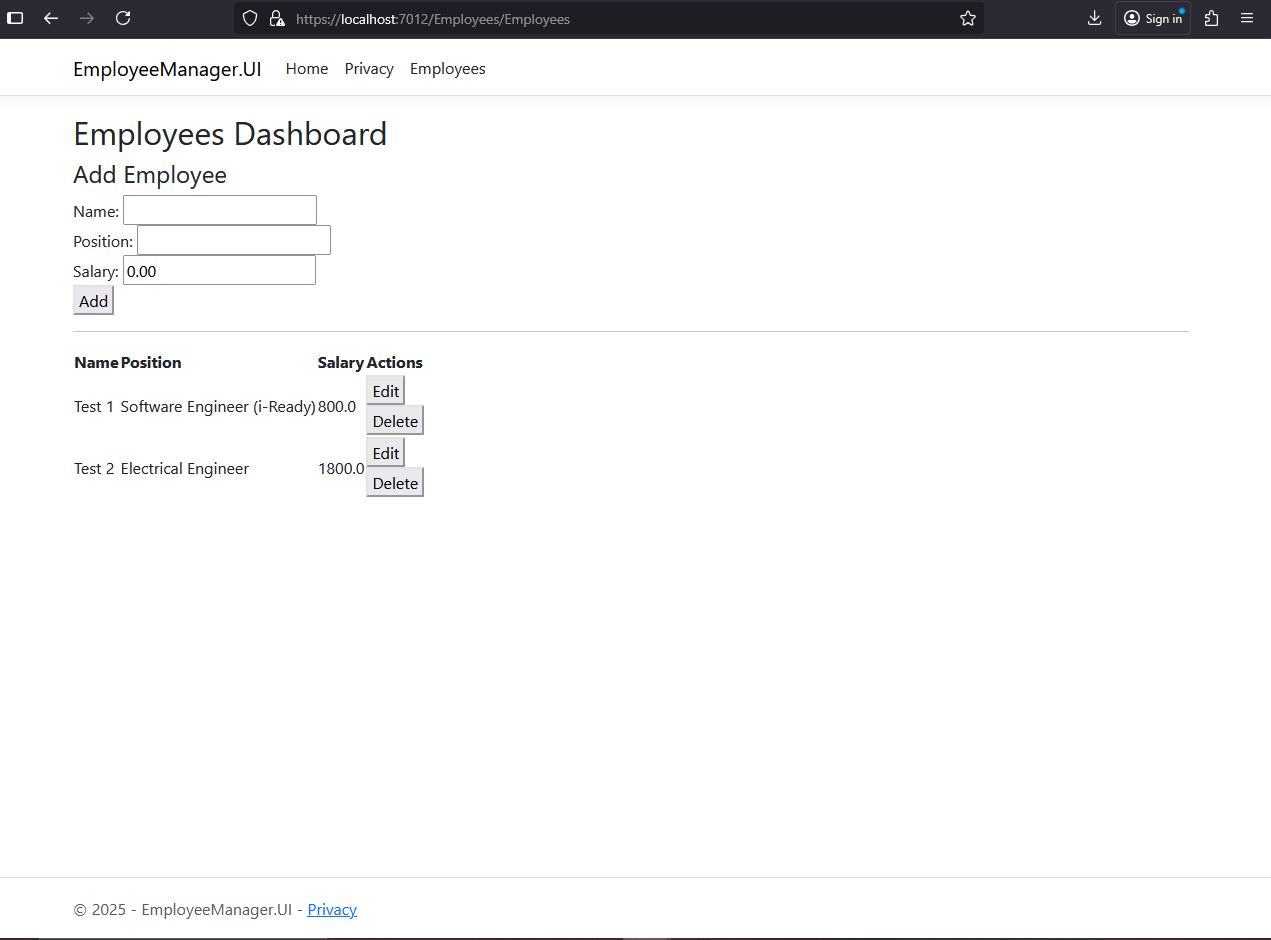 https://localhost:7012/Employees/Employees
Sign in
EmployeeManager.UI Home Privacy Employees
Employees Dashboard
Add Employee
Name:
Position:
Salary: 0.00
Add
Name Position Salary Actions
Test 1 Software Engineer (i-Ready) 800.0 Edit
Delete
Test 2 Electrical Engineer 1800.0 Edit
Delete
© 2025 - EmployeeManager.UI - Privacy